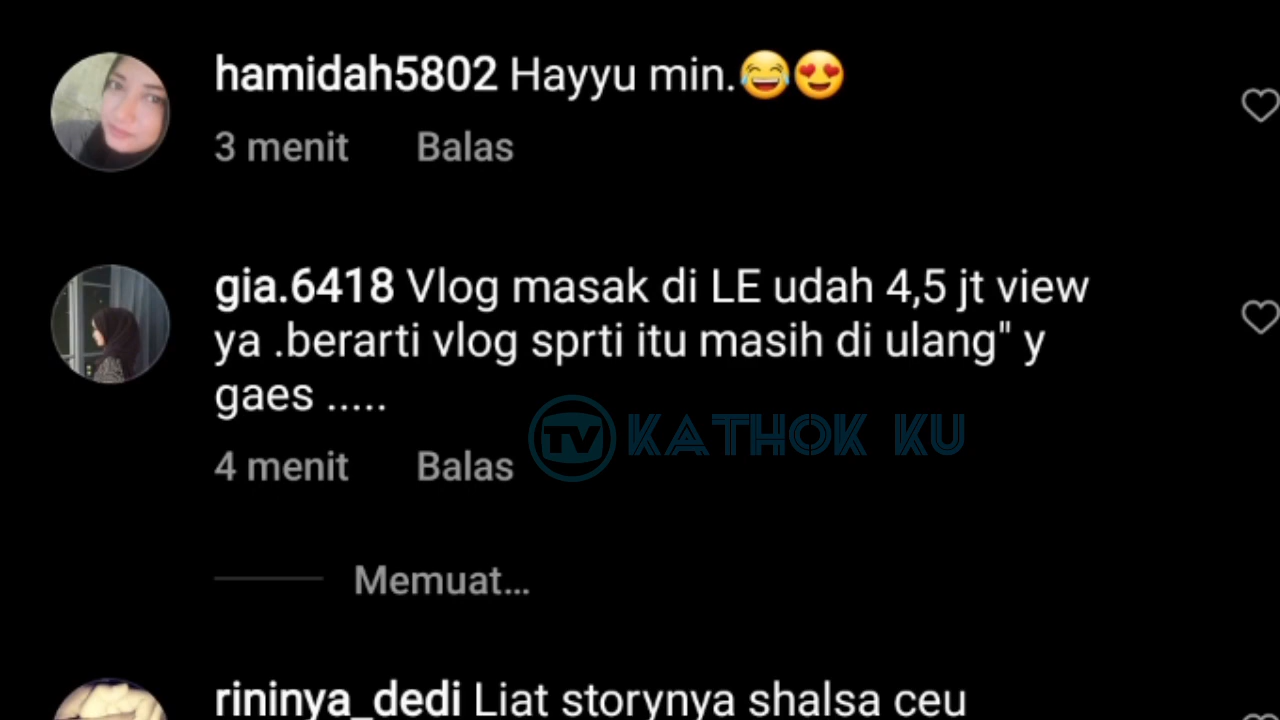 hamidah5802 Hayyu min.😂😍
3 menit Balas
gia.6418 Vlog masak di LE udah 4,5 jt view
ya .berarti vlog sprti itu masih di ulang" y
gaes .....
TV KATHOK KU
4 menit Balas
Memuat...
rininya_dedi Liat storynya shalsa ceu